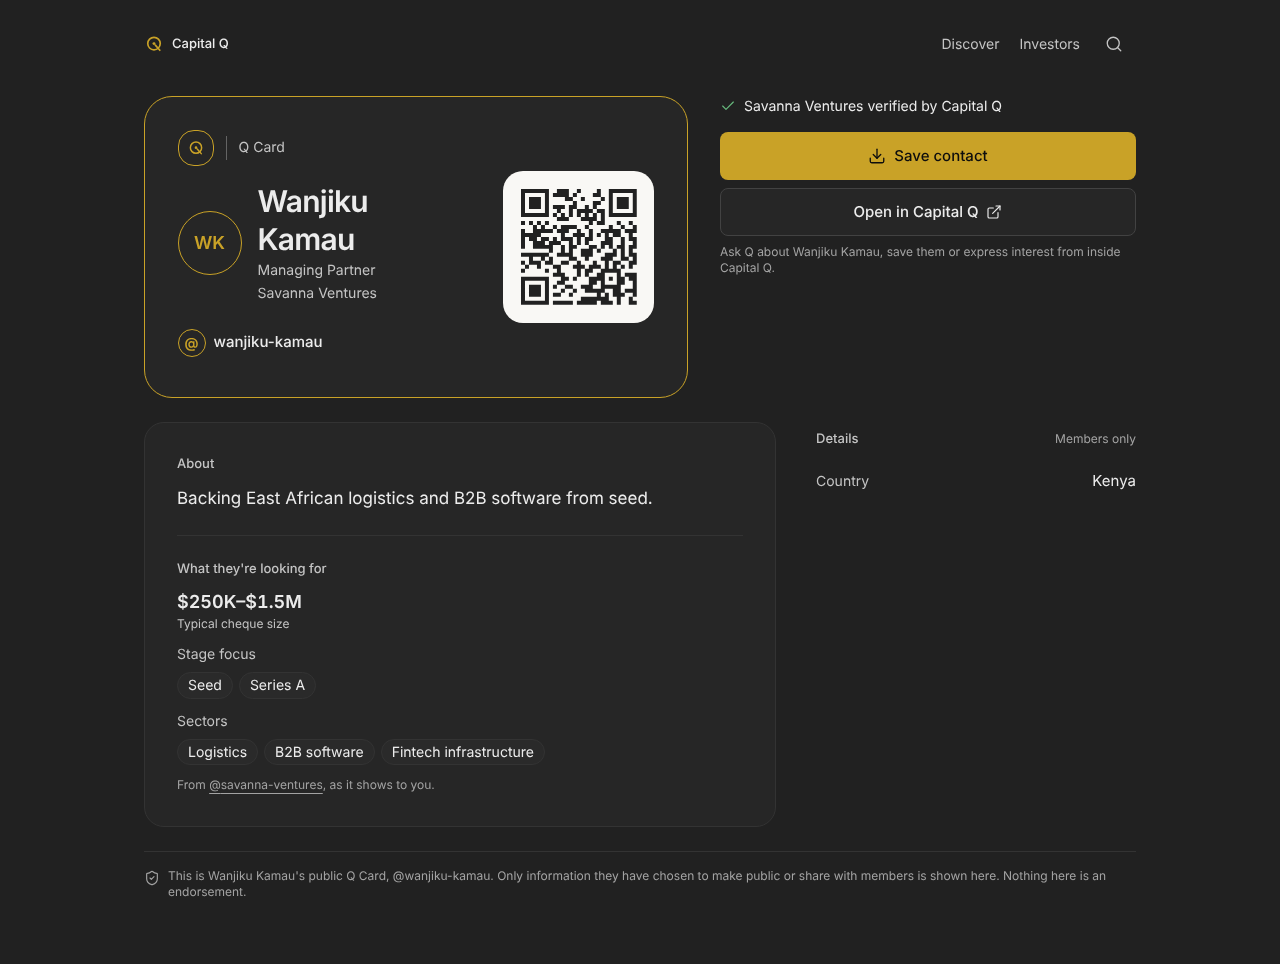 Capital Q
Discover
Investors
Q Card
Wanjiku
Kamau
WK
Managing Partner
Savanna Ventures
@ wanjiku-kamau
Savanna Ventures verified by Capital Q
Save contact
Open in Capital Q
Ask Q about Wanjiku Kamau, save them or express interest from inside
Capital Q.
About
Backing East African logistics and B2B software from seed.
What they're looking for
$250K–$1.5M
Typical cheque size
Stage focus
Seed
Series A
Sectors
Logistics
B2B software
Fintech infrastructure
From @savanna-ventures, as it shows to you.
Details
Members only
Country
Kenya
This is Wanjiku Kamau's public Q Card, @wanjiku-kamau. Only information they have chosen to make public or share with members is shown here. Nothing here is an
endorsement.